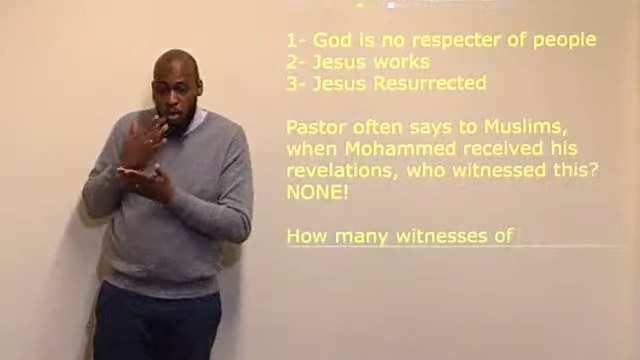 1- God is no respecter of people
2- Jesus works
3- Jesus Resurrected
Pastor often says to Muslims,
when Mohammed received his
revelations, who witnessed this?
NONE!
How many witnesses of